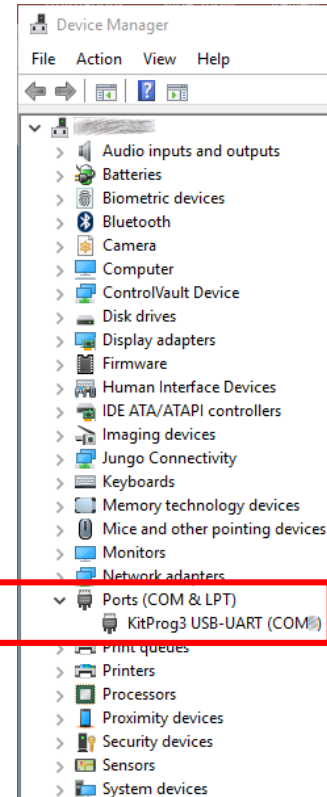 Device Manager
File Action View Help
Audio inputs and outputs
Batteries
Biometric devices
Bluetooth
Camera
Computer
ControlVault Device
Disk drives
Display adapters
Firmware
Human Interface Devices
IDE ATA/ATAPI controllers
Imaging devices
Jungo Connectivity
Keyboards
Memory technology devices
Mice and other pointing devices
Monitors
Network adapters
Ports (COM & LPT)
KitProg3 USB-UART (COM )
Print queues
Printers
Processors
Proximity devices
Security devices
Sensors
System devices